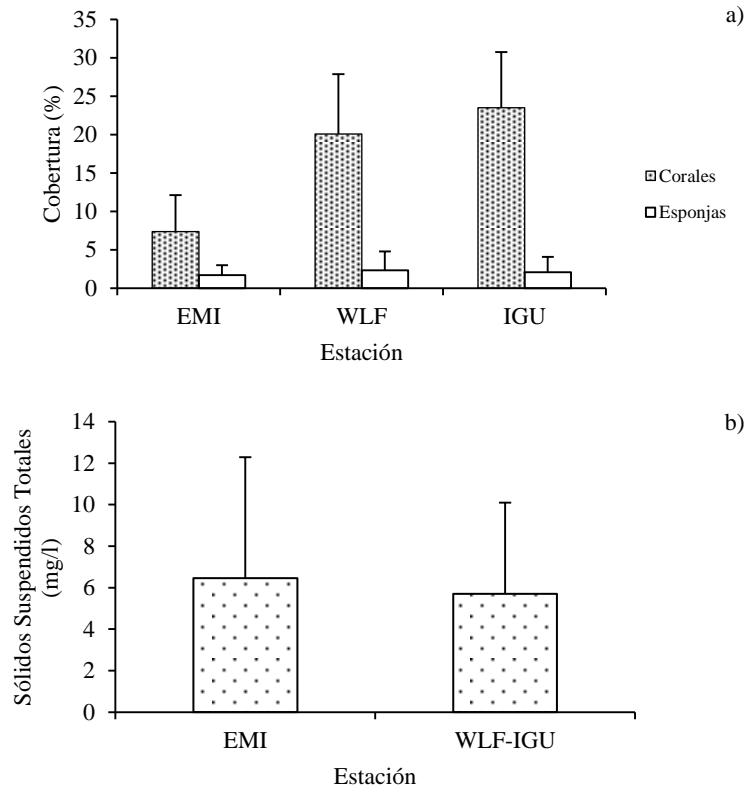 a)
35
30
25
20
15
10
5
0
Cobertura (%)
EMI WLF IGU
Estación
Corales
Esponjas
b)
14
12
10
8
6
4
2
0
Sólidos Suspendidos Totales
(mg/l)
EMI WLF-IGU
Estación